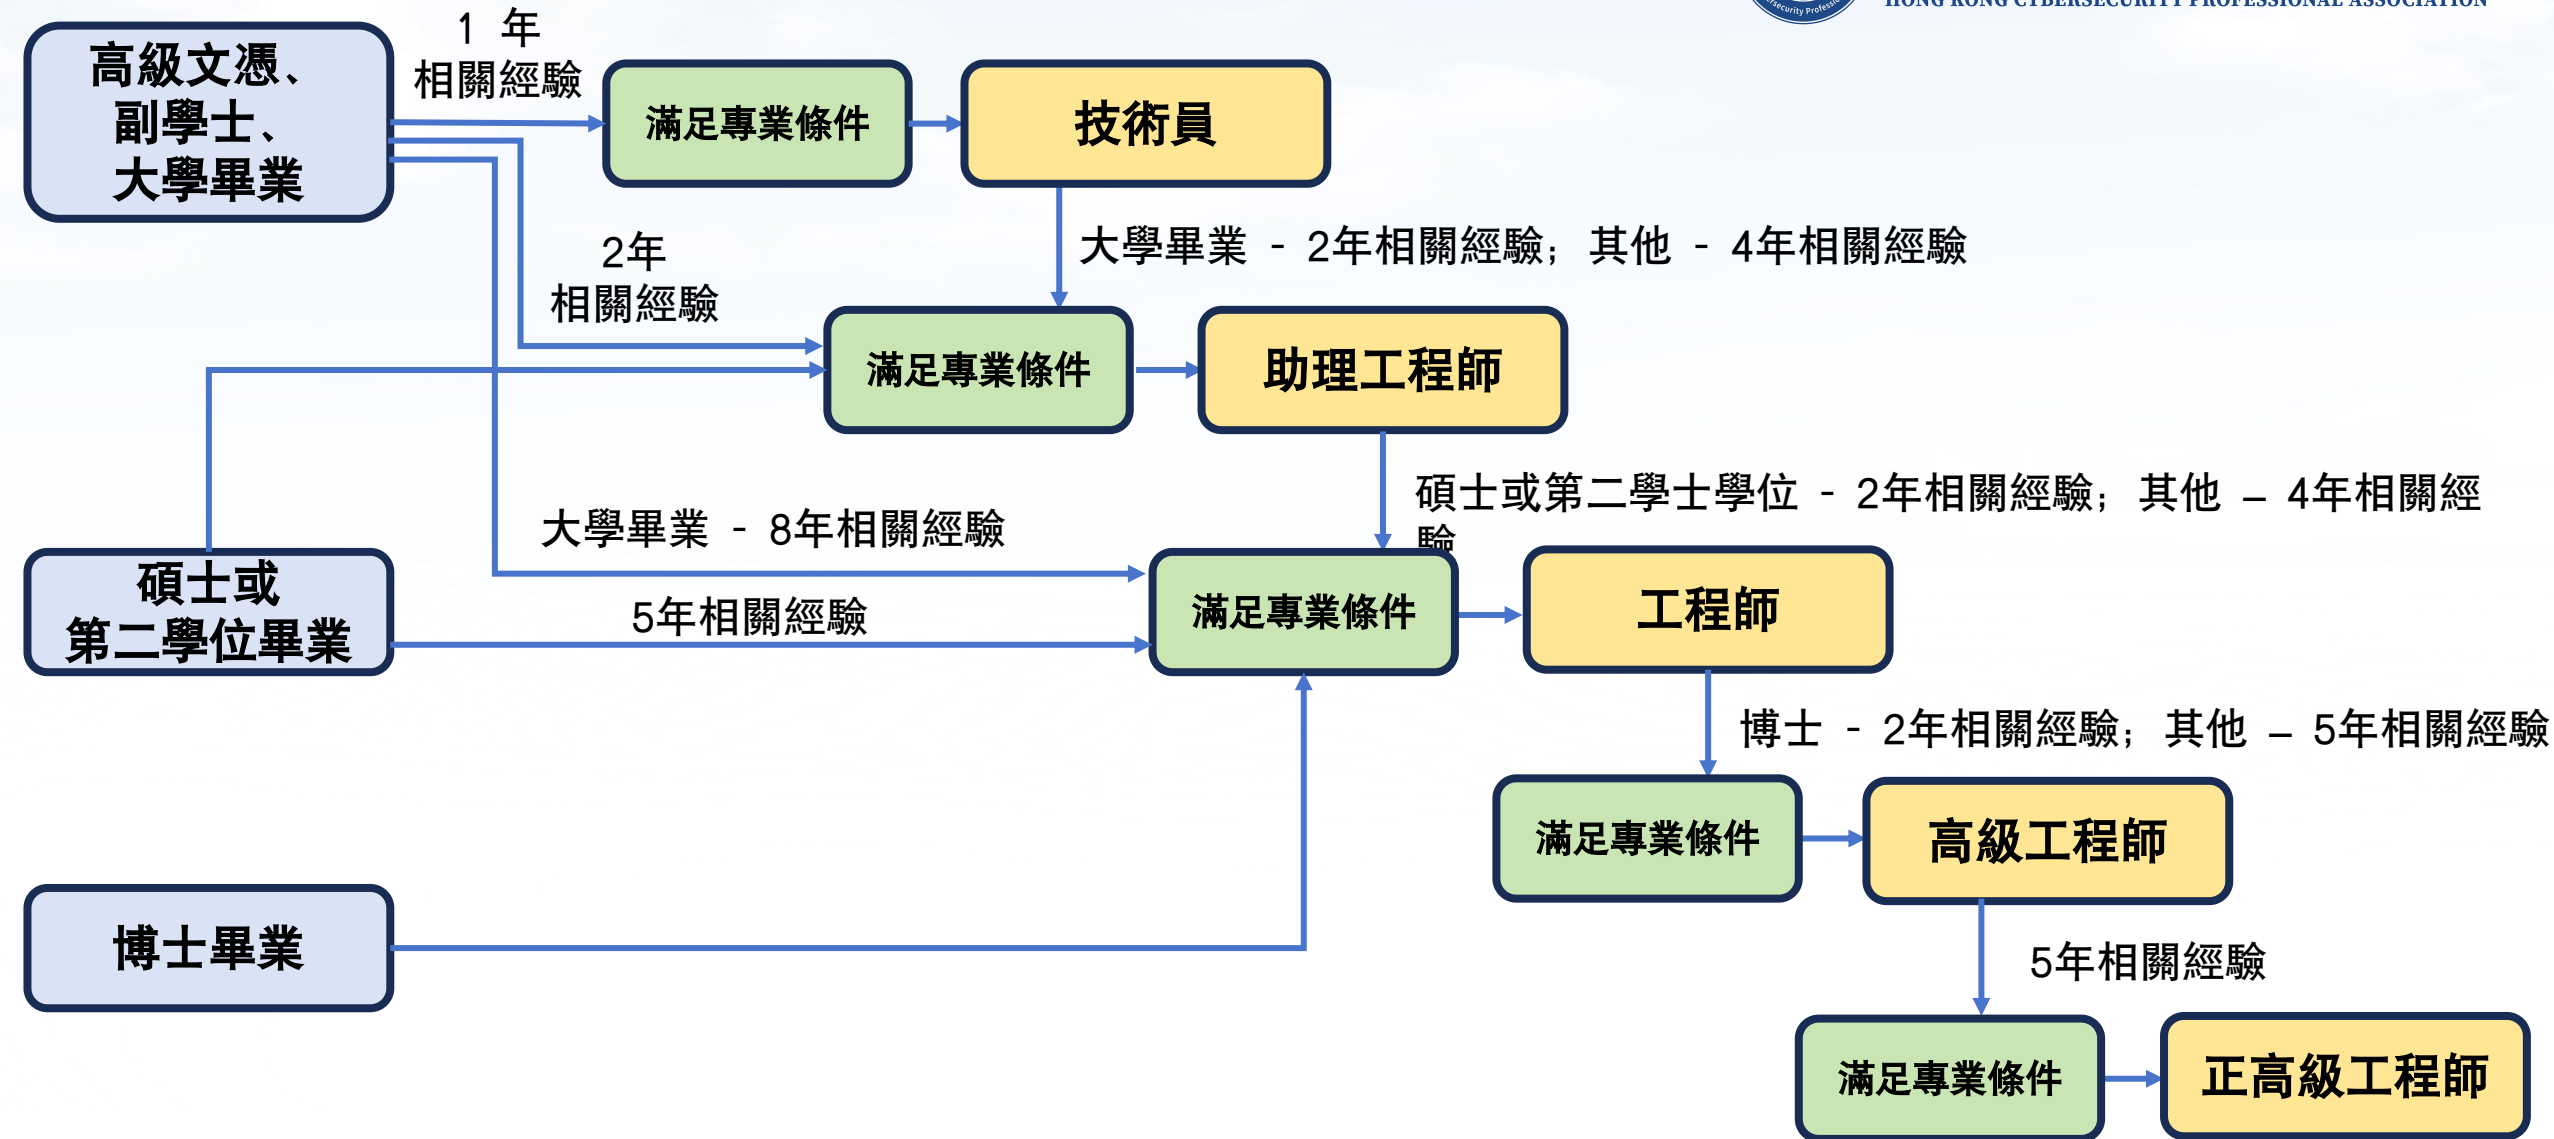 Cybersecurity Profession
HONG KONG CYBERSECURITY PROFESSIONAL ASSOCIATION
高級文憑、
副學士、
大學畢業
1 年
相關經驗
滿足專業條件
技術員
大學畢業 - 2年相關經驗; 其他 - 4年相關經驗
2年
相關經驗
滿足專業條件
助理工程師
碩士或第二學士學位 - 2年相關經驗; 其他 – 4年相關經
驗
大學畢業 - 8年相關經驗
碩士或
第二學位畢業
5年相關經驗
滿足專業條件
工程師
博士 - 2年相關經驗; 其他 – 5年相關經驗
滿足專業條件
高級工程師
博士畢業
5年相關經驗
滿足專業條件
正高級工程師